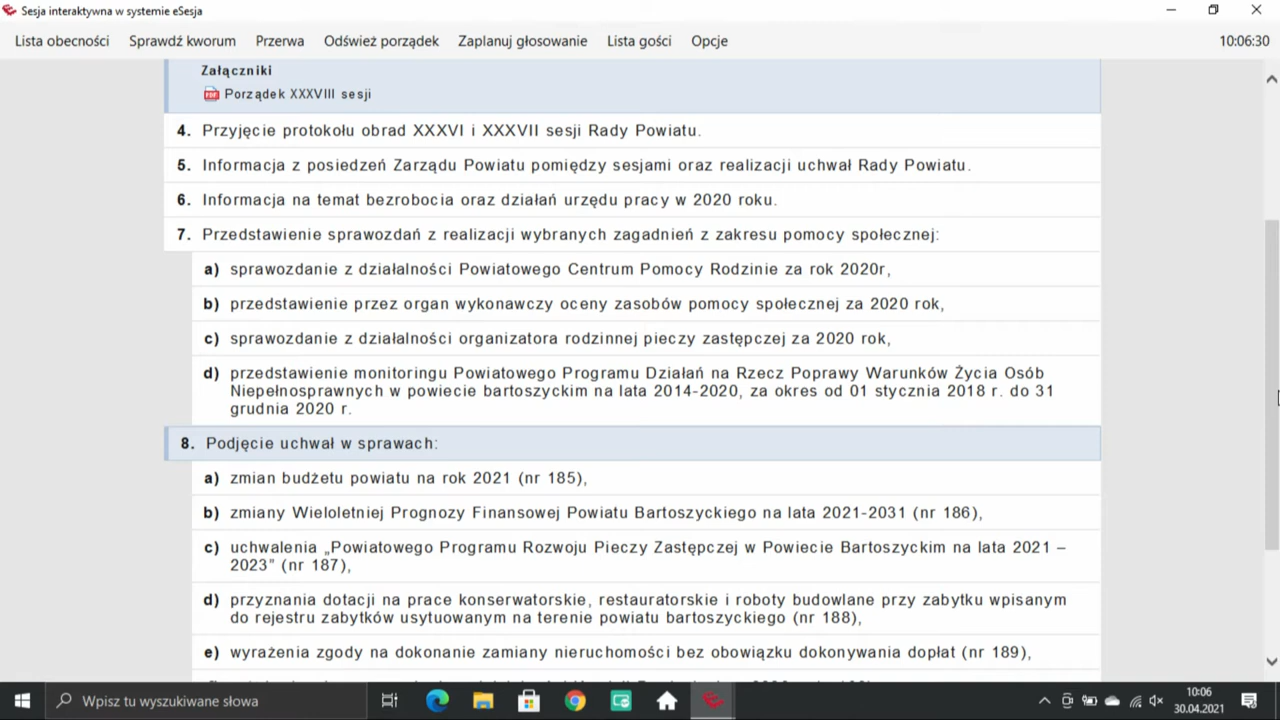 Sesja interaktywna w systemie eSesja
Lista obecności Sprawdź kworum Przerwa Odśwież porządek Zaplanuj głosowanie Lista gości Opcje 10:06:30
Załączniki
Porządek XXXVIII sesji
4. Przyjęcie protokołu obrad XXXVI i XXXVII sesji Rady Powiatu.
5. Informacja z posiedzeń Zarządu Powiatu pomiędzy sesjami oraz realizacji uchwał Rady Powiatu.
6. Informacja na temat bezrobocia oraz działań urzędu pracy w 2020 roku.
7. Przedstawienie sprawozdań z realizacji wybranych zagadnień z zakresu pomocy społecznej:
a) sprawozdanie z działalności Powiatowego Centrum Pomocy Rodzinie za rok 2020r,
b) przedstawienie przez organ wykonawczy oceny zasobów pomocy społecznej za 2020 rok,
c) sprawozdanie z działalności organizatora rodzinnej pieczy zastępczej za 2020 rok,
d) przedstawienie monitoringu Powiatowego Programu Działań na Rzecz Poprawy Warunków Życia Osób
Niepełnosprawnych w powiecie bartoszyckim na lata 2014-2020, za okres od 01 stycznia 2018 r. do 31
grudnia 2020 r.
8. Podjęcie uchwał w sprawach:
a) zmian budżetu powiatu na rok 2021 (nr 185),
b) zmiany Wieloletniej Prognozy Finansowej Powiatu Bartoszyckiego na lata 2021-2031 (nr 186),
c) uchwalenia „Powiatowego Programu Rozwoju Pieczy Zastępczej w Powiecie Bartoszyckim na lata 2021 –
2023” (nr 187),
d) przyznania dotacji na prace konserwatorskie, restauratorskie i roboty budowlane przy zabytku wpisanym
do rejestru zabytków usytuowanym na terenie powiatu bartoszyckiego (nr 188),
e) wyrażenia zgody na dokonanie zamiany nieruchomości bez obowiązku dokonywania dopłat (nr 189),
Wpisz tu wyszukiwane słowa
10:06
30.04.2021